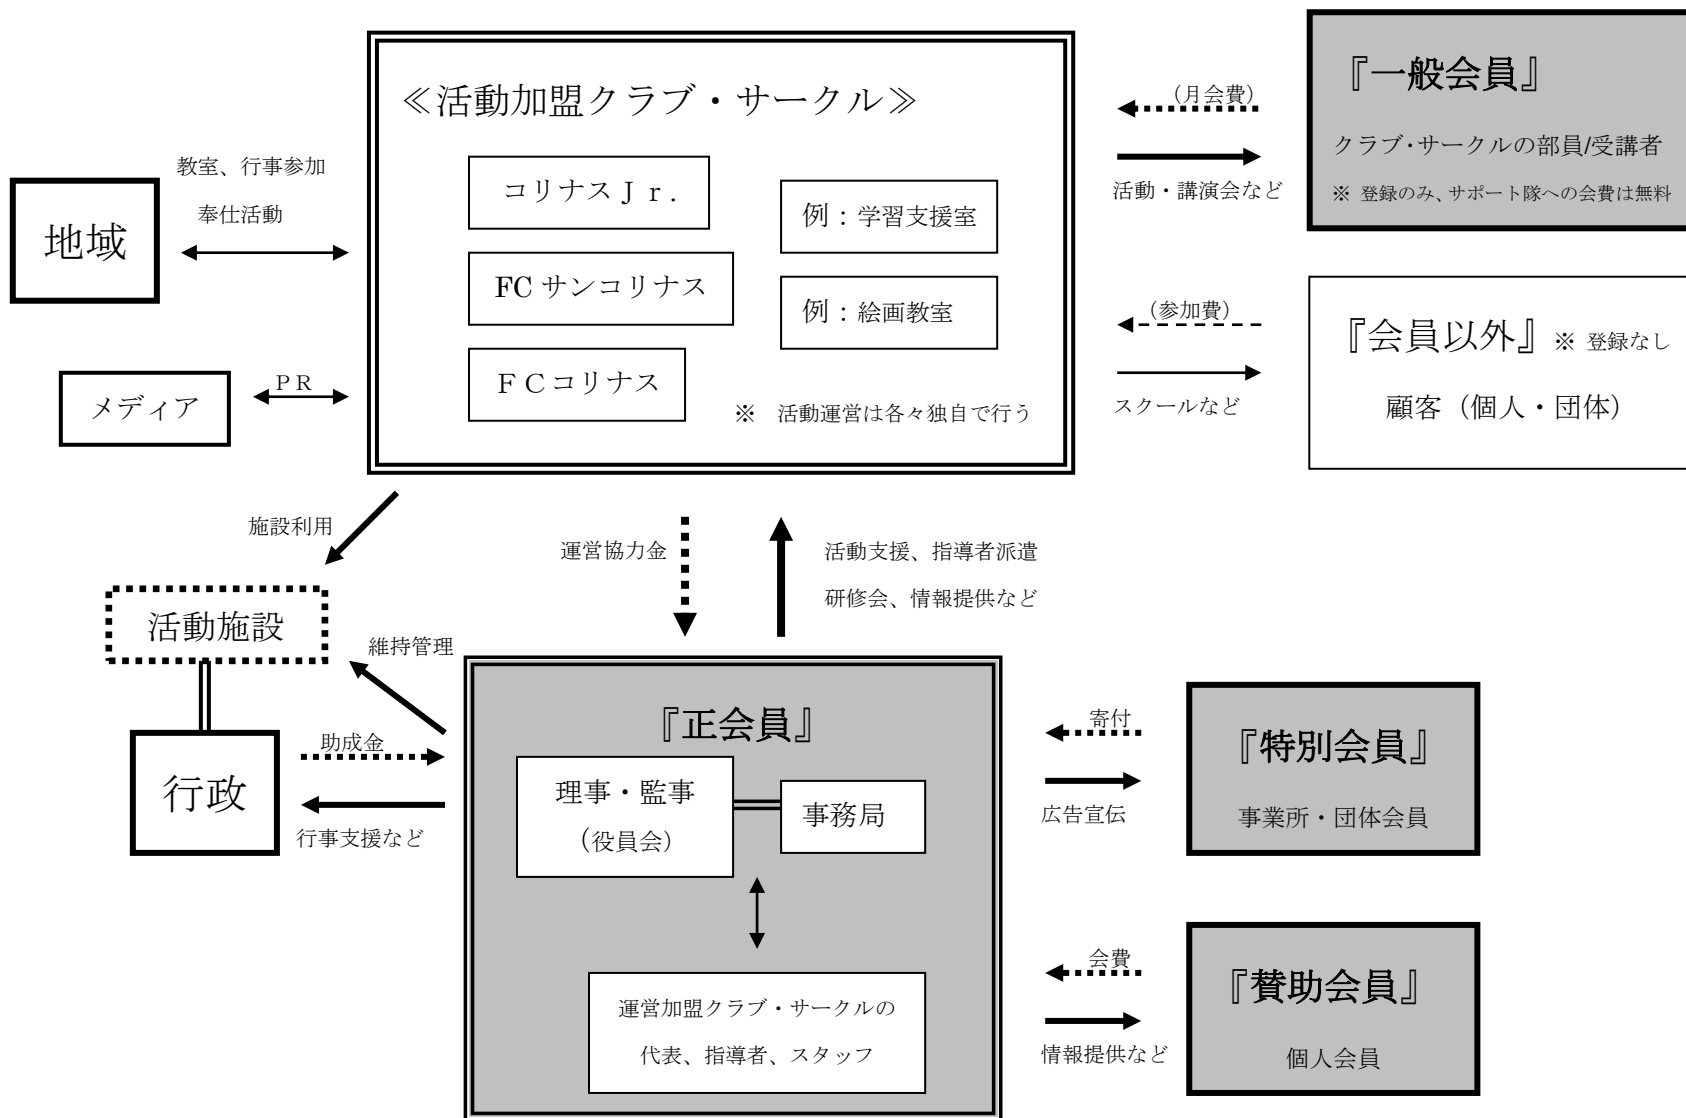 ≪活動加盟クラブ・サークル≫
コリナスＪｒ．
FC サンコリナス
ＦＣコリナス
例：学習支援室
例：絵画教室
※　活動運営は各々独自で行う
教室、行事参加
奉仕活動
地域
ＰＲ
メディア
（月会費）
活動・講演会など
『一般会員』
クラブ・サークルの部員/受講者
※ 登録のみ、サポート隊への会費は無料
（参加費）
スクールなど
『会員以外』※ 登録なし
顧客（個人・団体）
施設利用
運営協力金
活動支援、指導者派遣
研修会、情報提供など
活動施設
維持管理
行政
助成金
行事支援など
『正会員』
理事・監事
（役員会）
事務局
運営加盟クラブ・サークルの
代表、指導者、スタッフ
寄付
広告宣伝
『特別会員』
事業所・団体会員
会費
情報提供など
『賛助会員』
個人会員